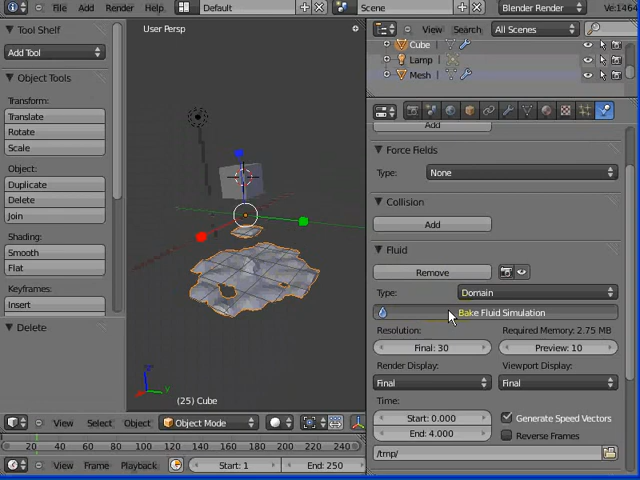 File Add Render Help Default Scene Blender Render Ve:1464
Tool Shelf
Add Tool
Object Tools
Transform:
Translate
Rotate
Scale
Object:
Duplicate
Delete
Join
Shading:
Smooth
Flat
Keyframes:
Insert
Delete
User Persp
(25) Cube
View Select Object Object Mode
20 40 60 80 100 120 140 160 180 200 220 240
View Frame Playback Start: 1 End: 250
View Search All Scenes
Cube
Lamp
Mesh
Add
Force Fields
Type: None
Collision
Add
Fluid
Remove
Type: Domain
Bake Fluid Simulation
Resolution: Required Memory: 2.75 MB
Final: 30 Preview: 10
Render Display: Viewport Display:
Final Final
Time:
Start: 0.000 Generate Speed Vectors
End: 4.000 Reverse Frames
/tmp/